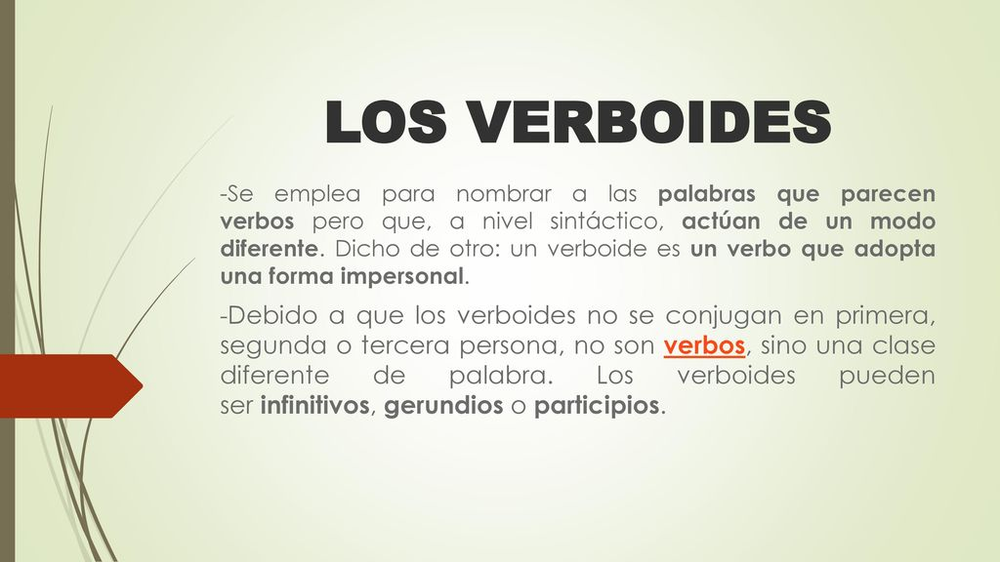 LOS VERBOIDES
-Se emplea para nombrar a las palabras que parecen
verbos pero que, a nivel sintáctico, actúan de un modo
diferente. Dicho de otro: un verboide es un verbo que adopta
una forma impersonal.
-Debido a que los verboides no se conjugan en primera,
segunda o tercera persona, no son verbos, sino una clase
diferente de palabra. Los verboides pueden
ser infinitivos, gerundios o participios.